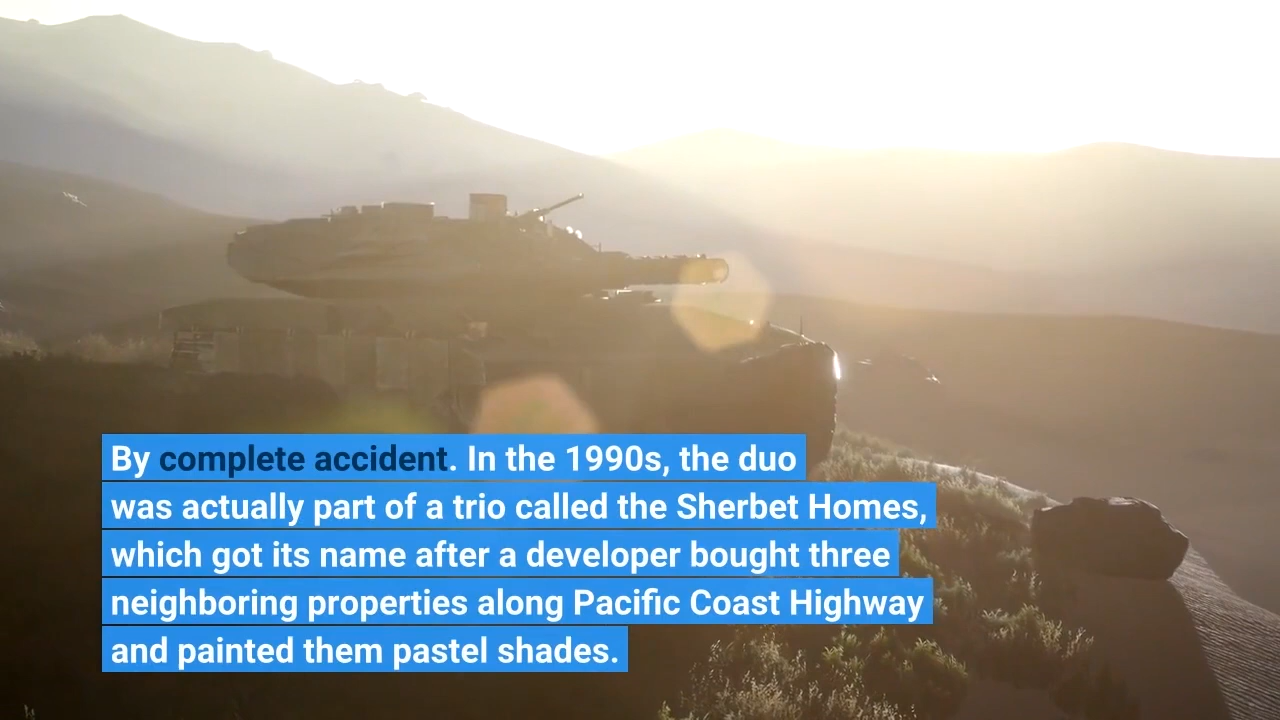 By complete accident. In the 1990s, the duo
was actually part of a trio called the Sherbet Homes,
which got its name after a developer bought three
neighboring properties along Pacific Coast Highway
and painted them pastel shades.